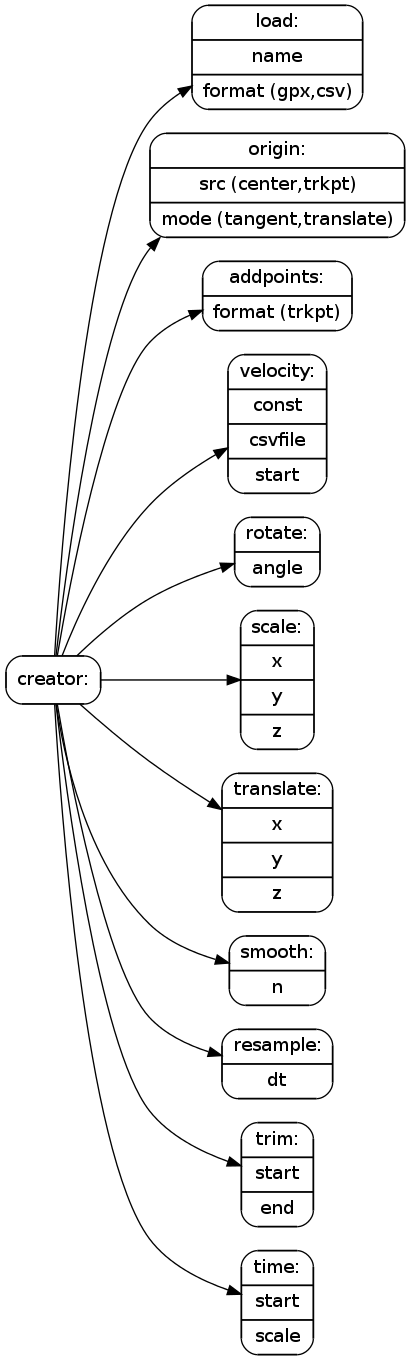 load:
name
format (gpx,csv)
origin:
src (center,trkpt)
mode (tangent,translate)
addpoints:
format (trkpt)
velocity:
const
csvfile
start
rotate:
angle
creator:
scale:
x
y
z
translate:
x
y
z
smooth:
n
resample:
dt
trim:
start
end
time:
start
scale